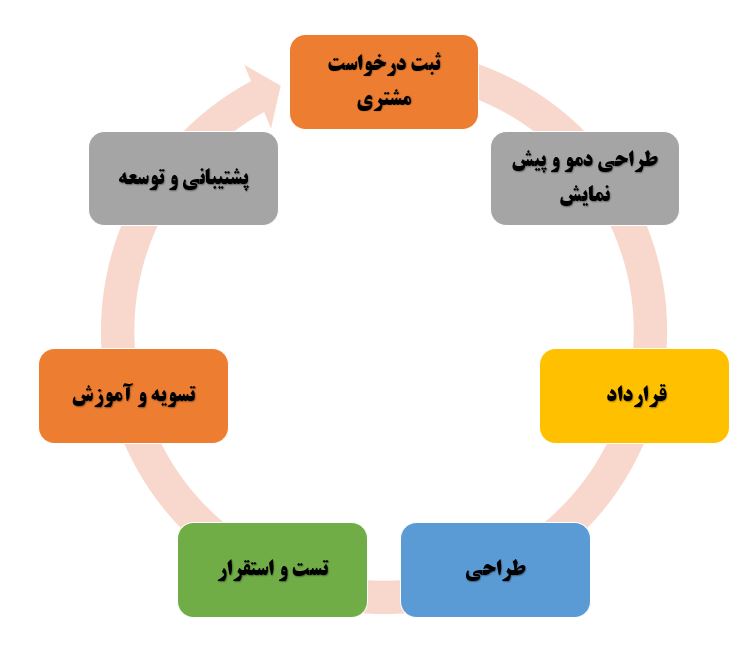 ثبت درخواست
مشتری
طراحی دمو و پیش
نمایش
قرارداد
طراحی
تست و استقرار
تسویه و آموزش
پشتیبانی و توسعه